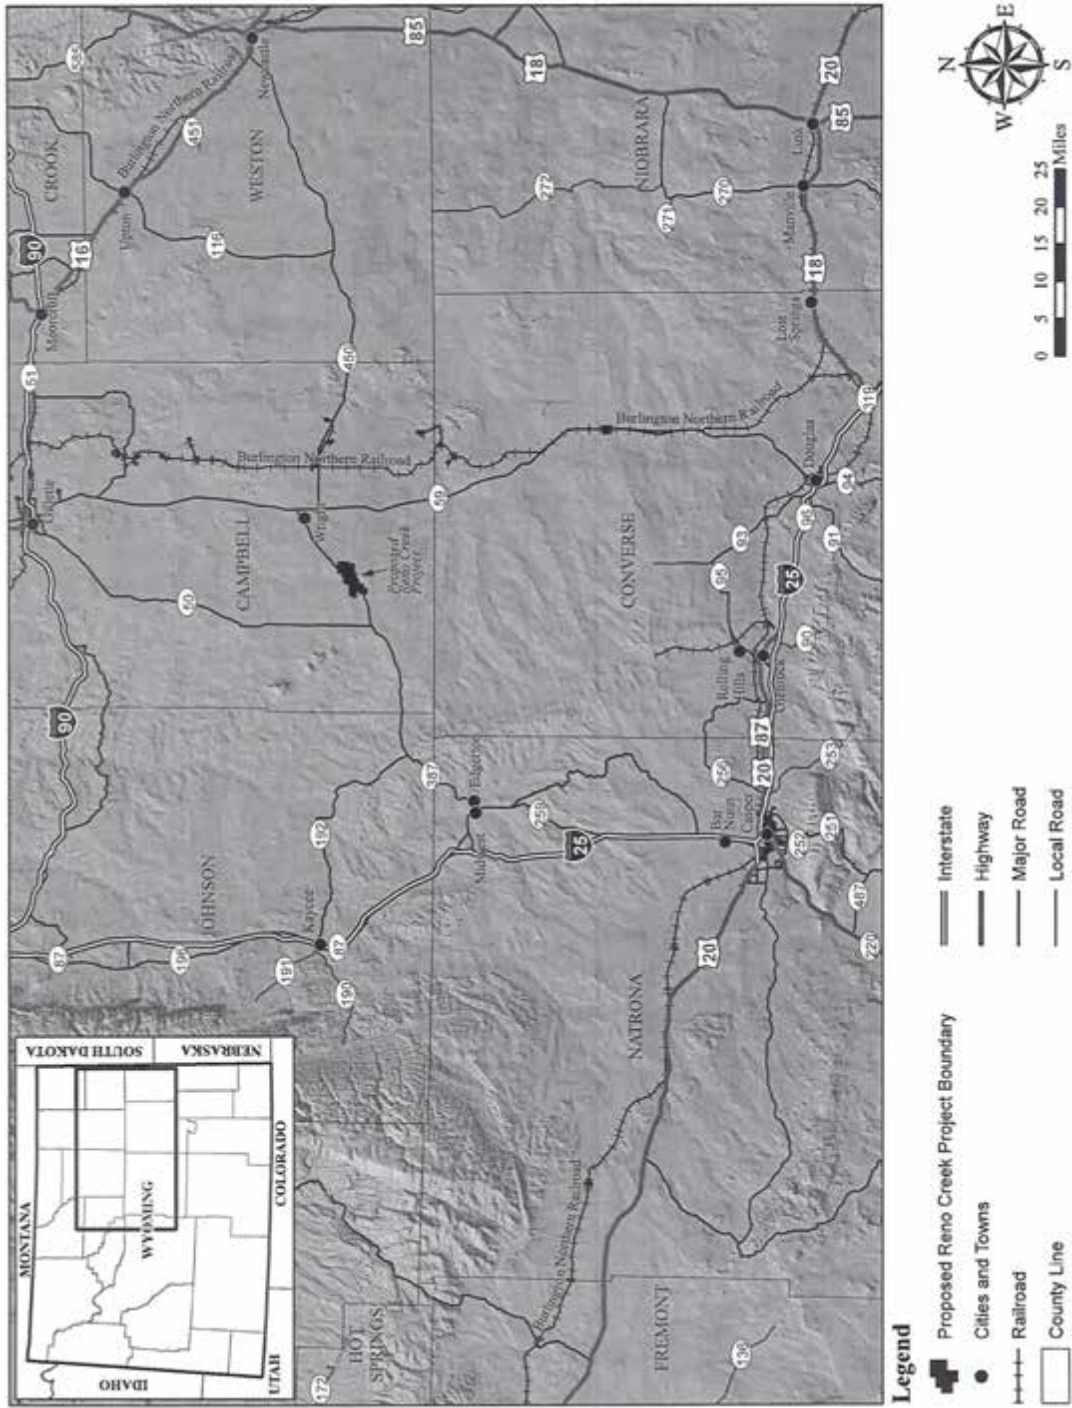 MONTANA
SOUTH DAKOTA
NEBRASKA
IDAHO
WYOMING
UTAH
COLORADO
87
196
JOHNSON
90
50
CAMPBELL
59
51
90
Moorcroft
16
CROOK
Upton
Burlington Northern Railroad
451
585
Newcastle
WESTON
116
450
85
Wright
Burlington Northern Railroad
Proposed
Reno Creek
Project
191
Kaycee
192
190
87
387
Edgerton
Midwest
259
25
HOT
SPRINGS
172
Burlington Northern Railroad
NATRONA
20
FREMONT
136
Bar
Nunn
Casper
256
20
87
252
251
253
487
220
CONVERSE
Rolling
Hills
Glenrock
95
93
90
25
96
91
94
Douglas
319
Burlington Northern Railroad
Lost
Springs
18
Manville
Lusk
20
85
18
272
271
270
NIOBRARA
Legend
Proposed Reno Creek Project Boundary
Cities and Towns
Railroad
County Line
Interstate
Highway
Major Road
Local Road
0 5 10 15 20 25
Miles
N
E
S
W